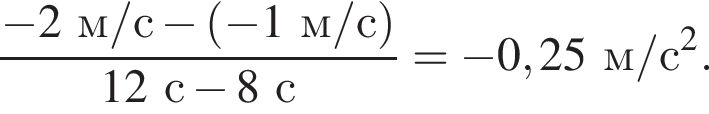 −2 м/с − (−1 м/с)
12 с − 8 с
= −0,25 м/с².